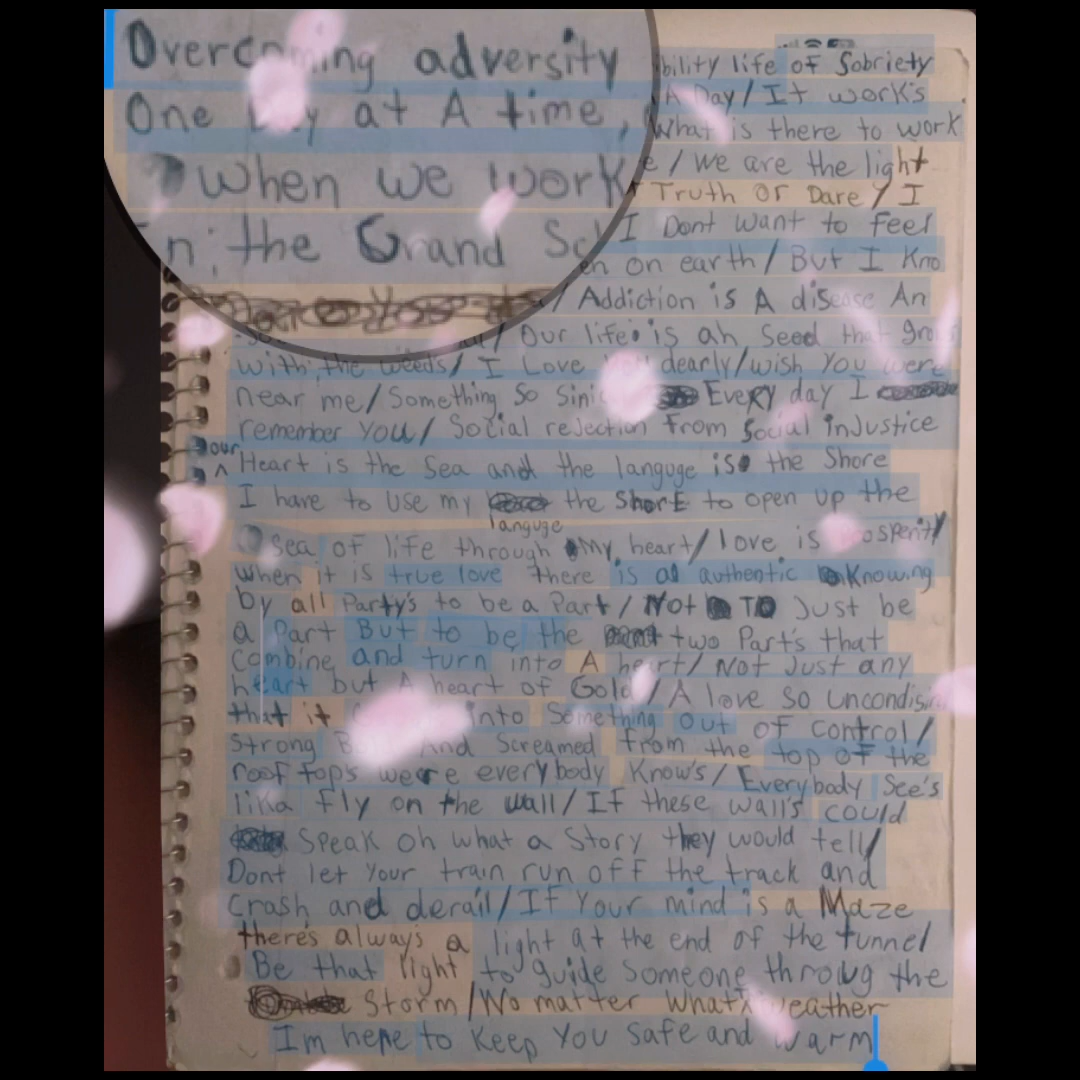 Overcoming adversity
bility life of Sobriety
One at A time,
A Day/It work's
What is there to work
when we work
e/We are the light
Truth Or Dare/I
In; the Grand
I Dont want to Feel
en on earth/But I Kno
/Addiction is A disease An
/Our life is ah Seed that
with the weeds/I Love dearly/wish You were
near me/Something So Every day I
remember You/Social rejection from Social inJustice
our
Heart is the Sea and the languge is the Shore
I have to Use my the ShorE to open up the
languge
sea of life through My heart/love is
when it is true love there is a authentic Knowing
by all Party's to be a Part/Not TO Just be
a Part But to be the two Part's that
Combine and turn into A heart/Not Just any
heart but A heart of Gold/A love So
that it into Something out of Control/
Strong And Screamed from the top of the
roof top's were everybody Know's/Everybody See's
lika fly on the wall/If these wall's could
Speak oh what a Story they would tell/
Dont let Your train run off the track and
Crash and derail/If Your mind is a Maze
there's always a light at the end of the tunnel
Be that light to guide Someone throiug the
Storm/No matter what
Im here to Keep You Safe and warm